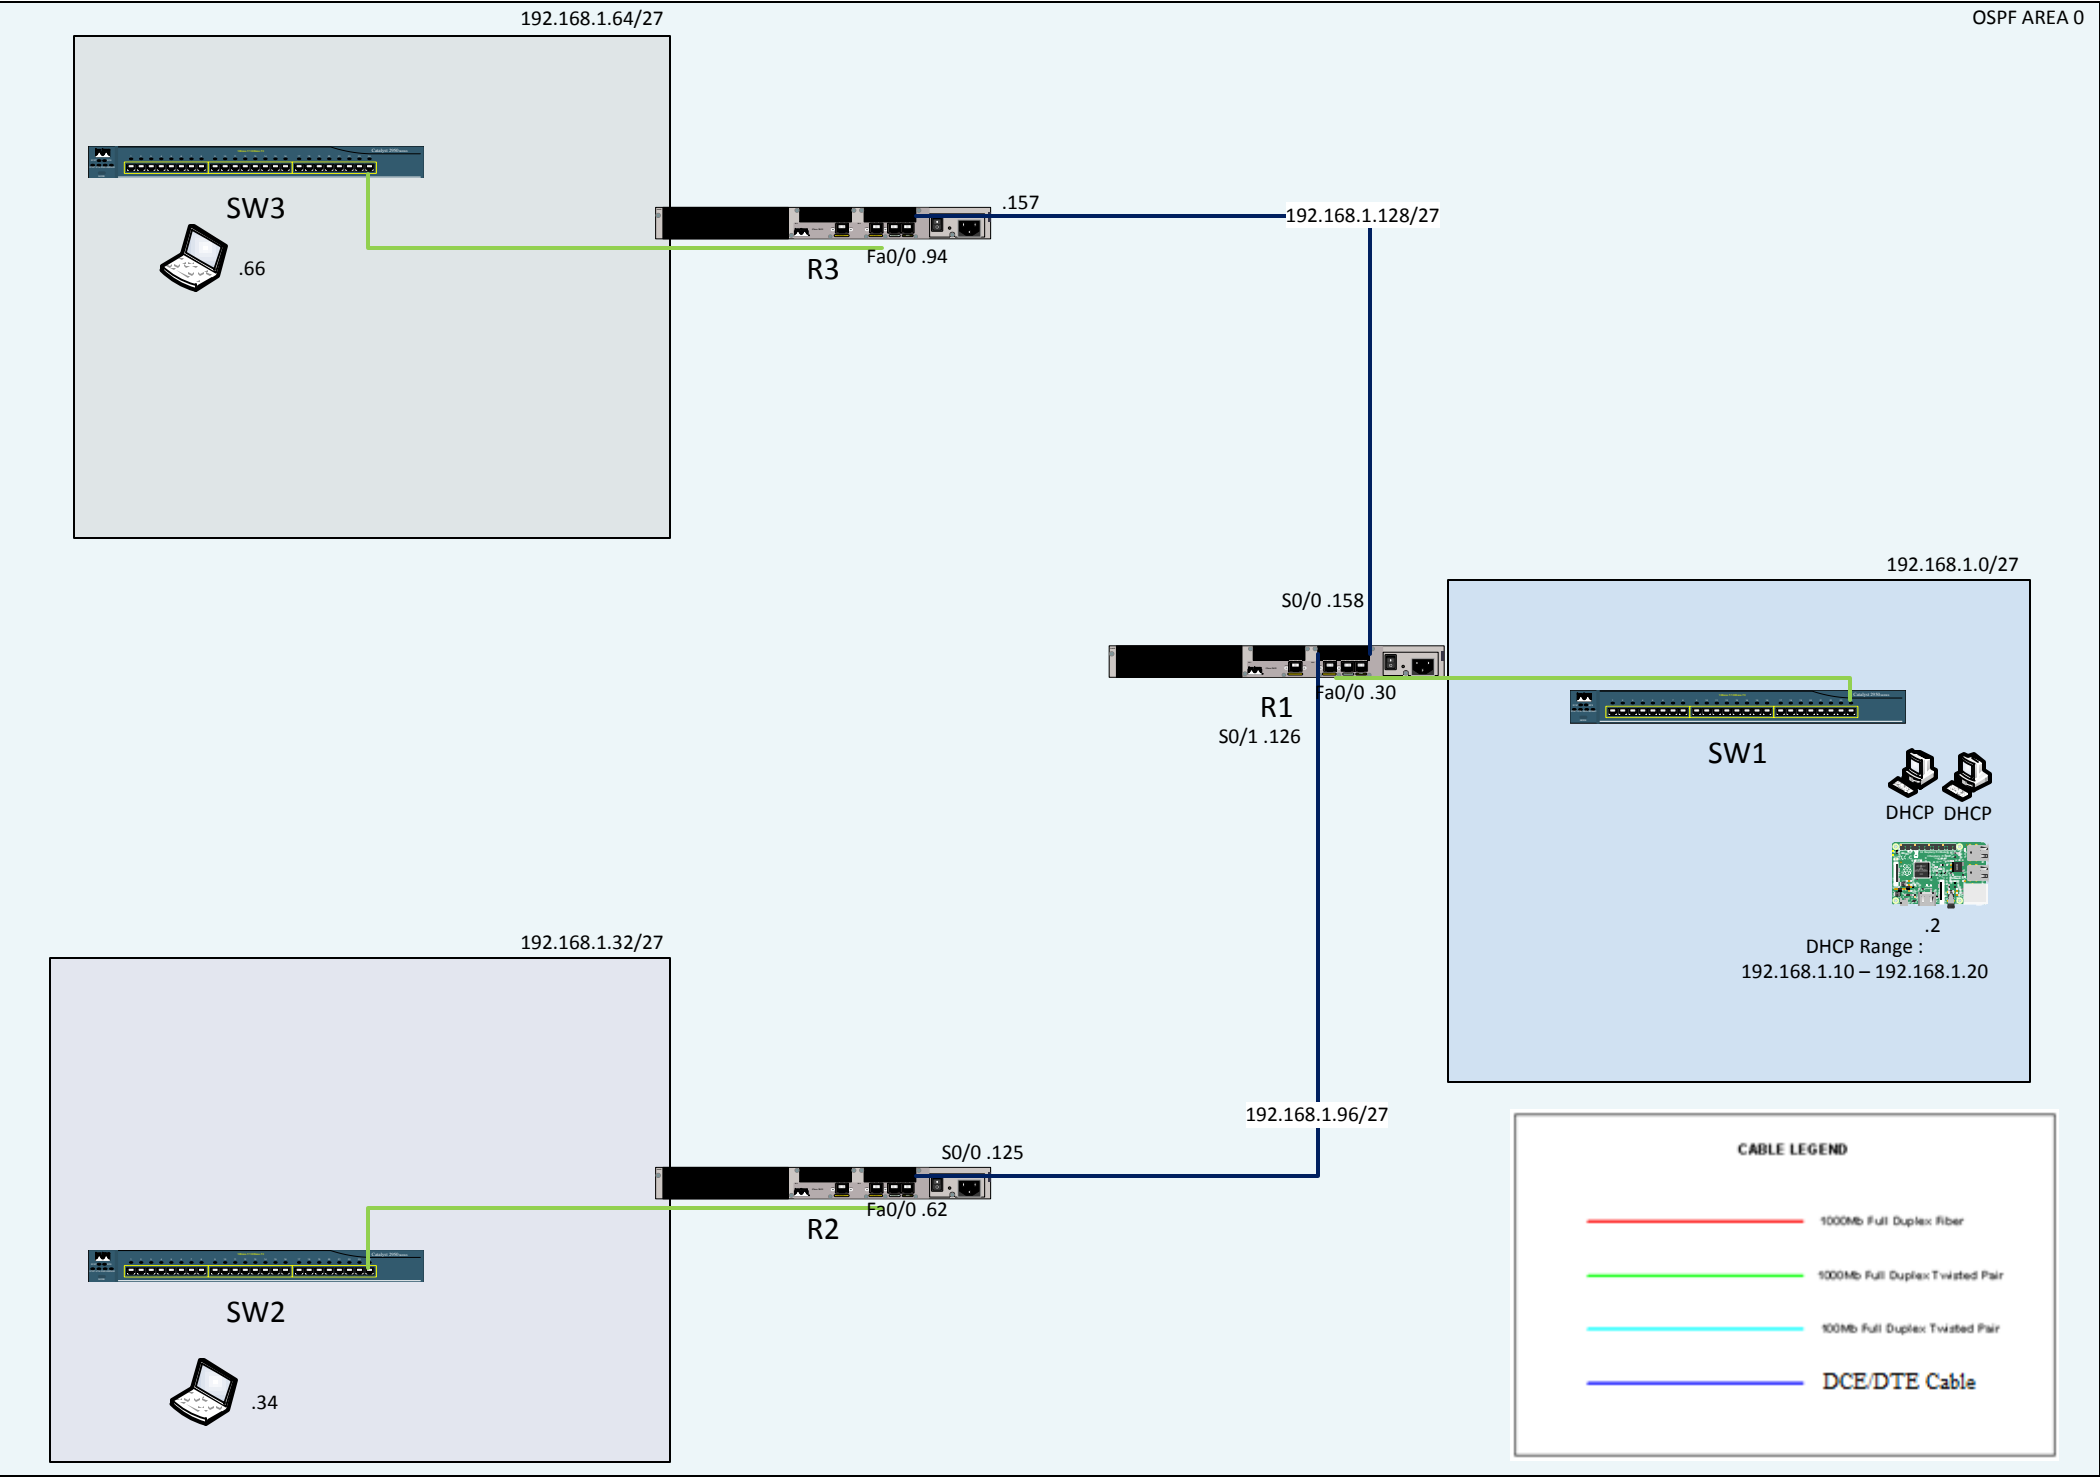 192.168.1.64/27
OSPF AREA 0
SW3
.66
.157
192.168.1.128/27
R3
Fa0/0 .94
192.168.1.0/27
S0/0 .158
R1
Fa0/0 .30
S0/1 .126
SW1
DHCP DHCP
.2
DHCP Range :
192.168.1.10 – 192.168.1.20
192.168.1.32/27
192.168.1.96/27
S0/0 .125
R2
Fa0/0 .62
SW2
.34
CABLE LEGEND
1000Mb Full Duplex Fiber
1000Mb Full Duplex Twisted Pair
100Mb Full Duplex Twisted Pair
DCE/DTE Cable